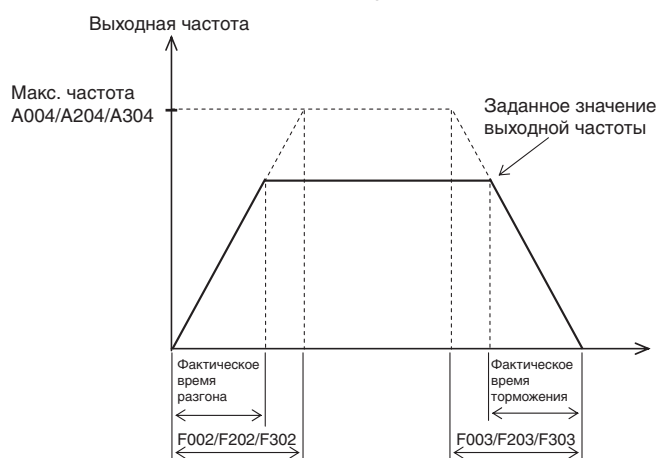 Выходная частота
Макс. частота
A004/A204/A304
Заданное значение
выходной частоты
Фактическое
время
разгона
Фактическое
время
торможения
F002/F202/F302
F003/F203/F303